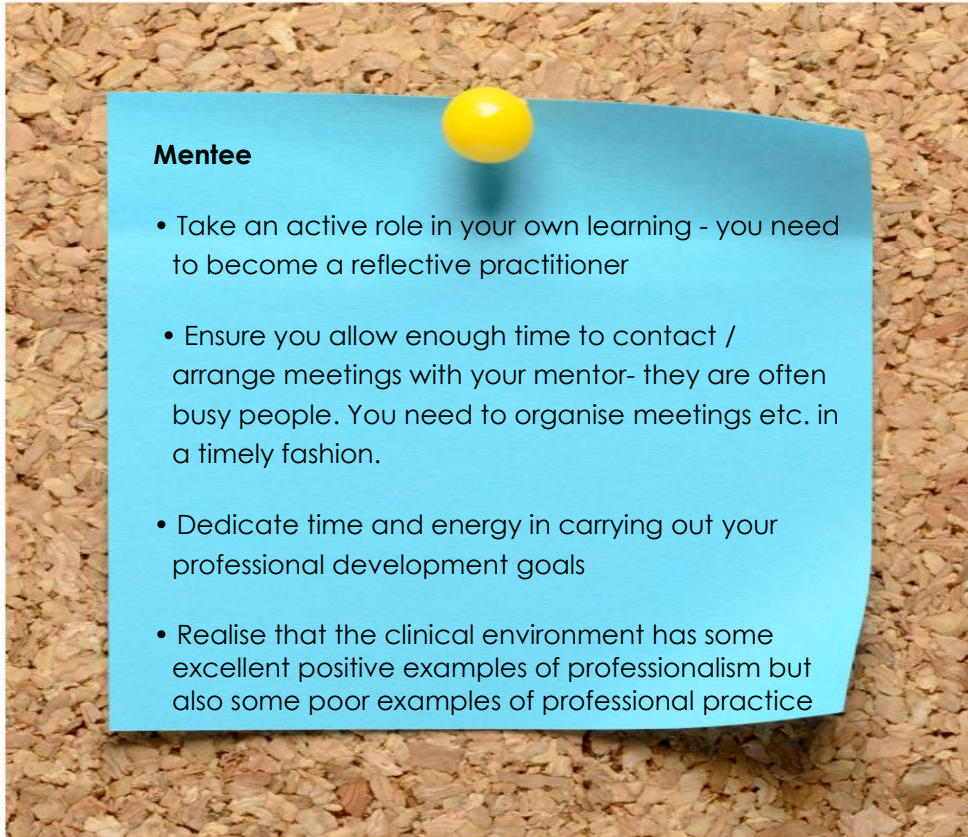 Mentee
• Take an active role in your own learning - you need
to become a reflective practitioner
• Ensure you allow enough time to contact /
arrange meetings with your mentor- they are often
busy people. You need to organise meetings etc. in
a timely fashion.
• Dedicate time and energy in carrying out your
professional development goals
• Realise that the clinical environment has some
excellent positive examples of professionalism but
also some poor examples of professional practice